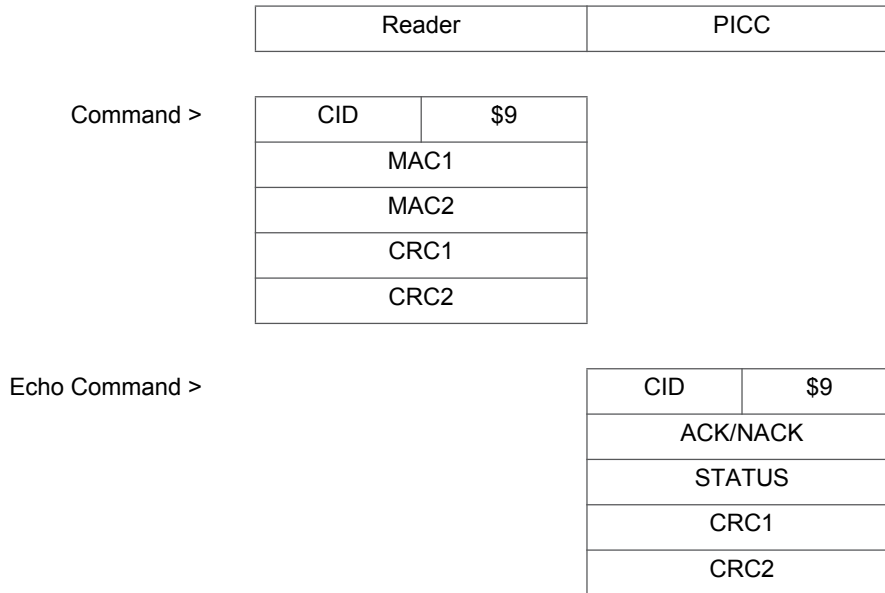 Reader PICC
Command > CID $9
MAC1
MAC2
CRC1
CRC2
Echo Command > CID $9
ACK/NACK
STATUS
CRC1
CRC2